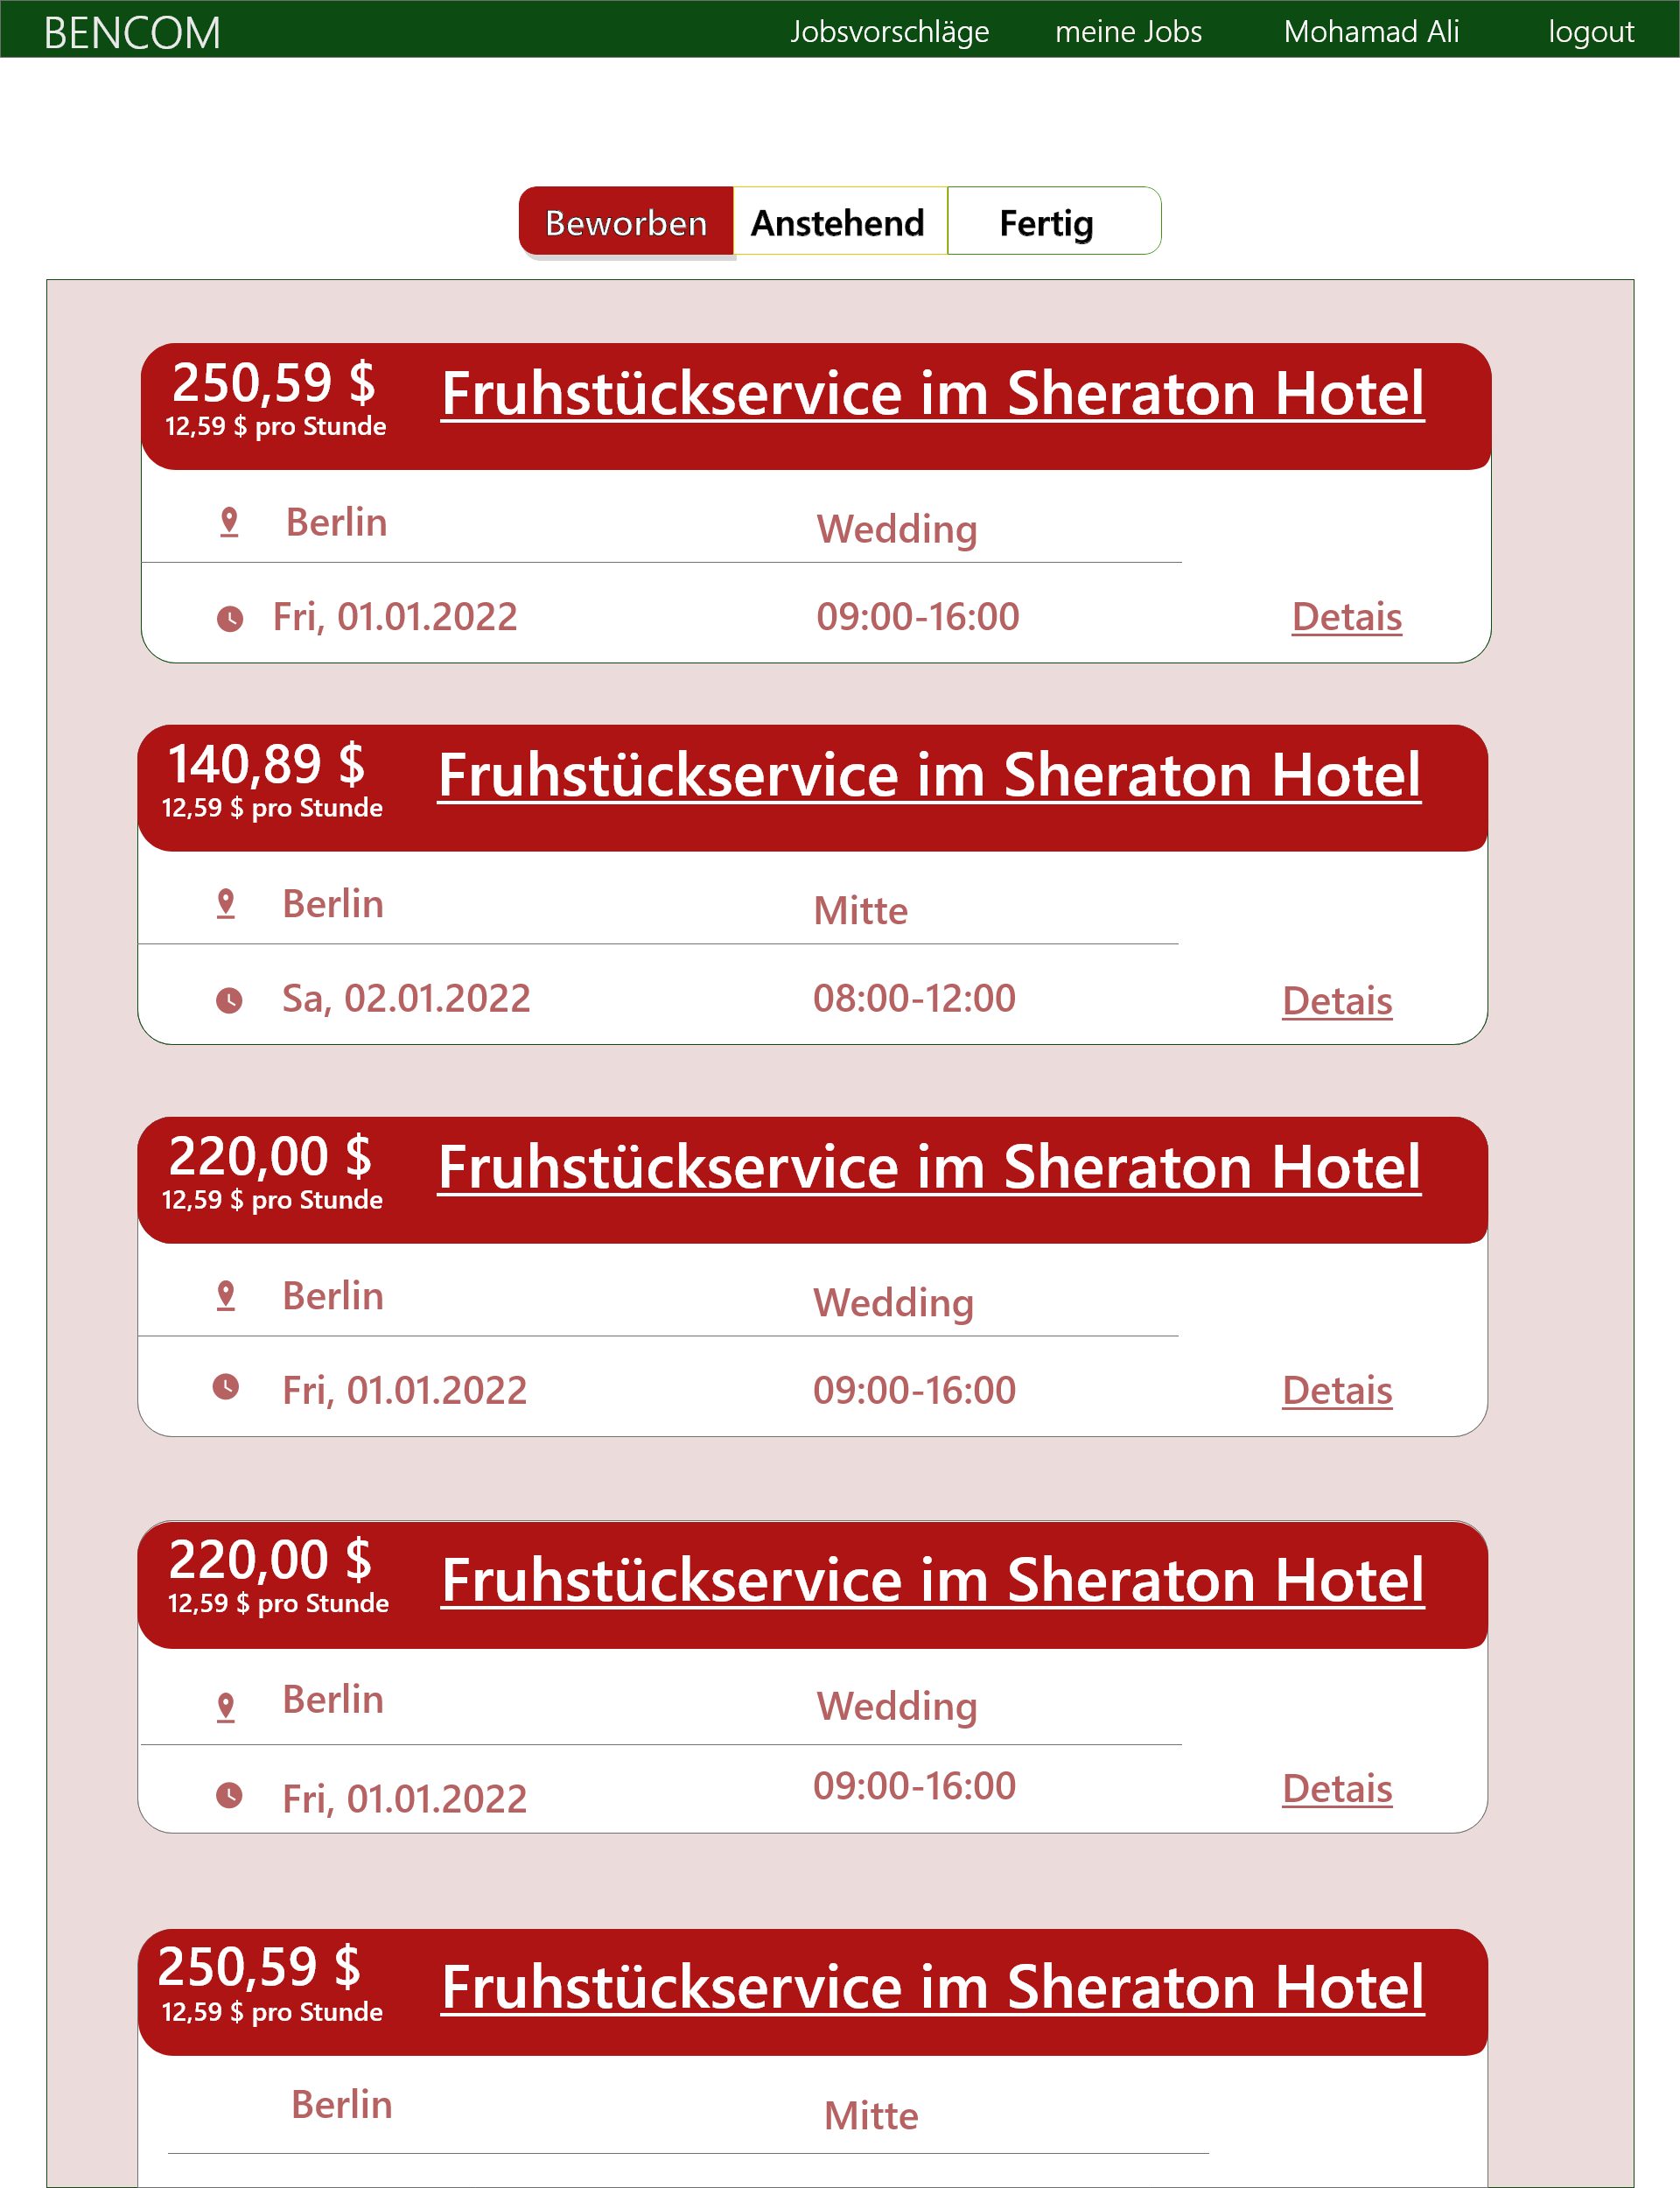 BENCOM Jobsvorschläge meine Jobs Mohamad Ali logout
Beworben Anstehend Fertig
250,59 $ Fruhstückservice im Sheraton Hotel
12,59 $ pro Stunde
Berlin Wedding
Fri, 01.01.2022 09:00-16:00 Detais
140,89 $ Fruhstückservice im Sheraton Hotel
12,59 $ pro Stunde
Berlin Mitte
Sa, 02.01.2022 08:00-12:00 Detais
220,00 $ Fruhstückservice im Sheraton Hotel
12,59 $ pro Stunde
Berlin Wedding
Fri, 01.01.2022 09:00-16:00 Detais
220,00 $ Fruhstückservice im Sheraton Hotel
12,59 $ pro Stunde
Berlin Wedding
Fri, 01.01.2022 09:00-16:00 Detais
250,59 $ Fruhstückservice im Sheraton Hotel
12,59 $ pro Stunde
Berlin Mitte